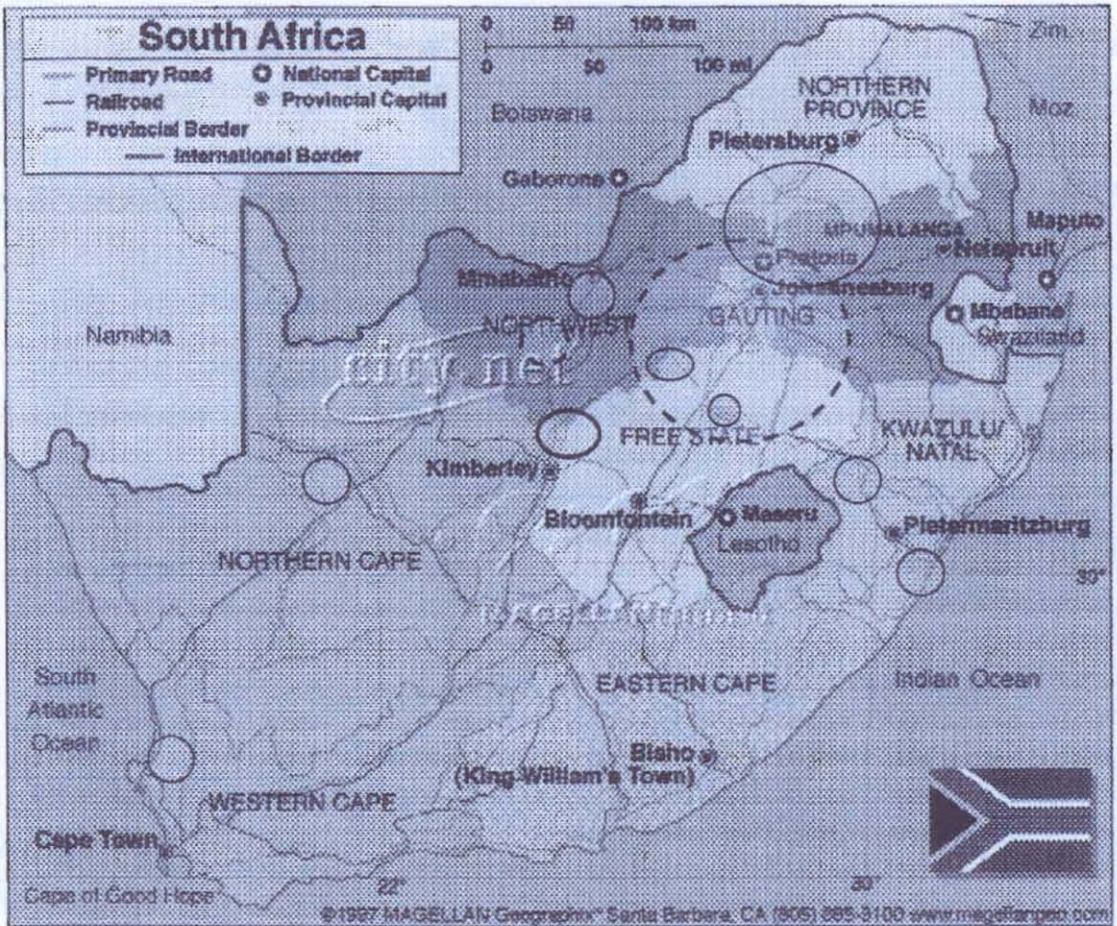 South Africa
Primary Road
National Capital
Railroad
Provincial Capital
Provincial Border
International Border
0 50 100 km
0 50 100 mi
Zim.
Botswana
NORTHERN
PROVINCE
Moz.
Pietersburg
Gaborone
Maputo
MPUMALANGA
Nelspruit
Pretoria
Mmabatho
Johannesburg
Mbabane
Swaziland
NORTHWEST
GAUTING
Namibia
city.net
KWAZULU/
NATAL
FREE STATE
Kimberley
Bloomfontein
Maseru
Lesotho
Pietermaritzburg
NORTHERN CAPE
30°
MAGELLAN Geographix
South
Atlantic
Ocean
EASTERN CAPE
Indian Ocean
Bisho
(King William's Town)
WESTERN CAPE
Cape Town
Cape of Good Hope
22°
30°
©1997 MAGELLAN Geographix℠ Santa Barbara, CA (805) 685-3100 www.magellangeo.com